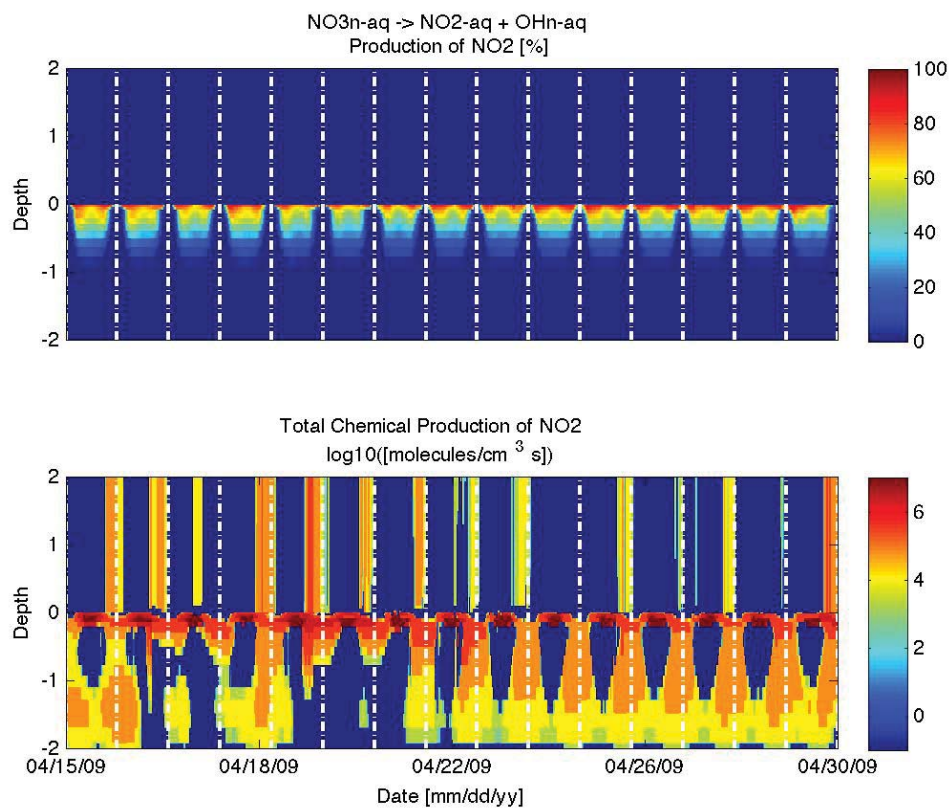 NO3n-aq -> NO2-aq + OHn-aq
Production of NO2 [%]
2
1
0
-1
-2
Depth
100
80
60
40
20
0
Total Chemical Production of NO2
log10([molecules/cm 3 s])
2
1
0
-1
-2
Depth
6
4
2
0
04/15/09 04/18/09 04/22/09 04/26/09 04/30/09
Date [mm/dd/yy]